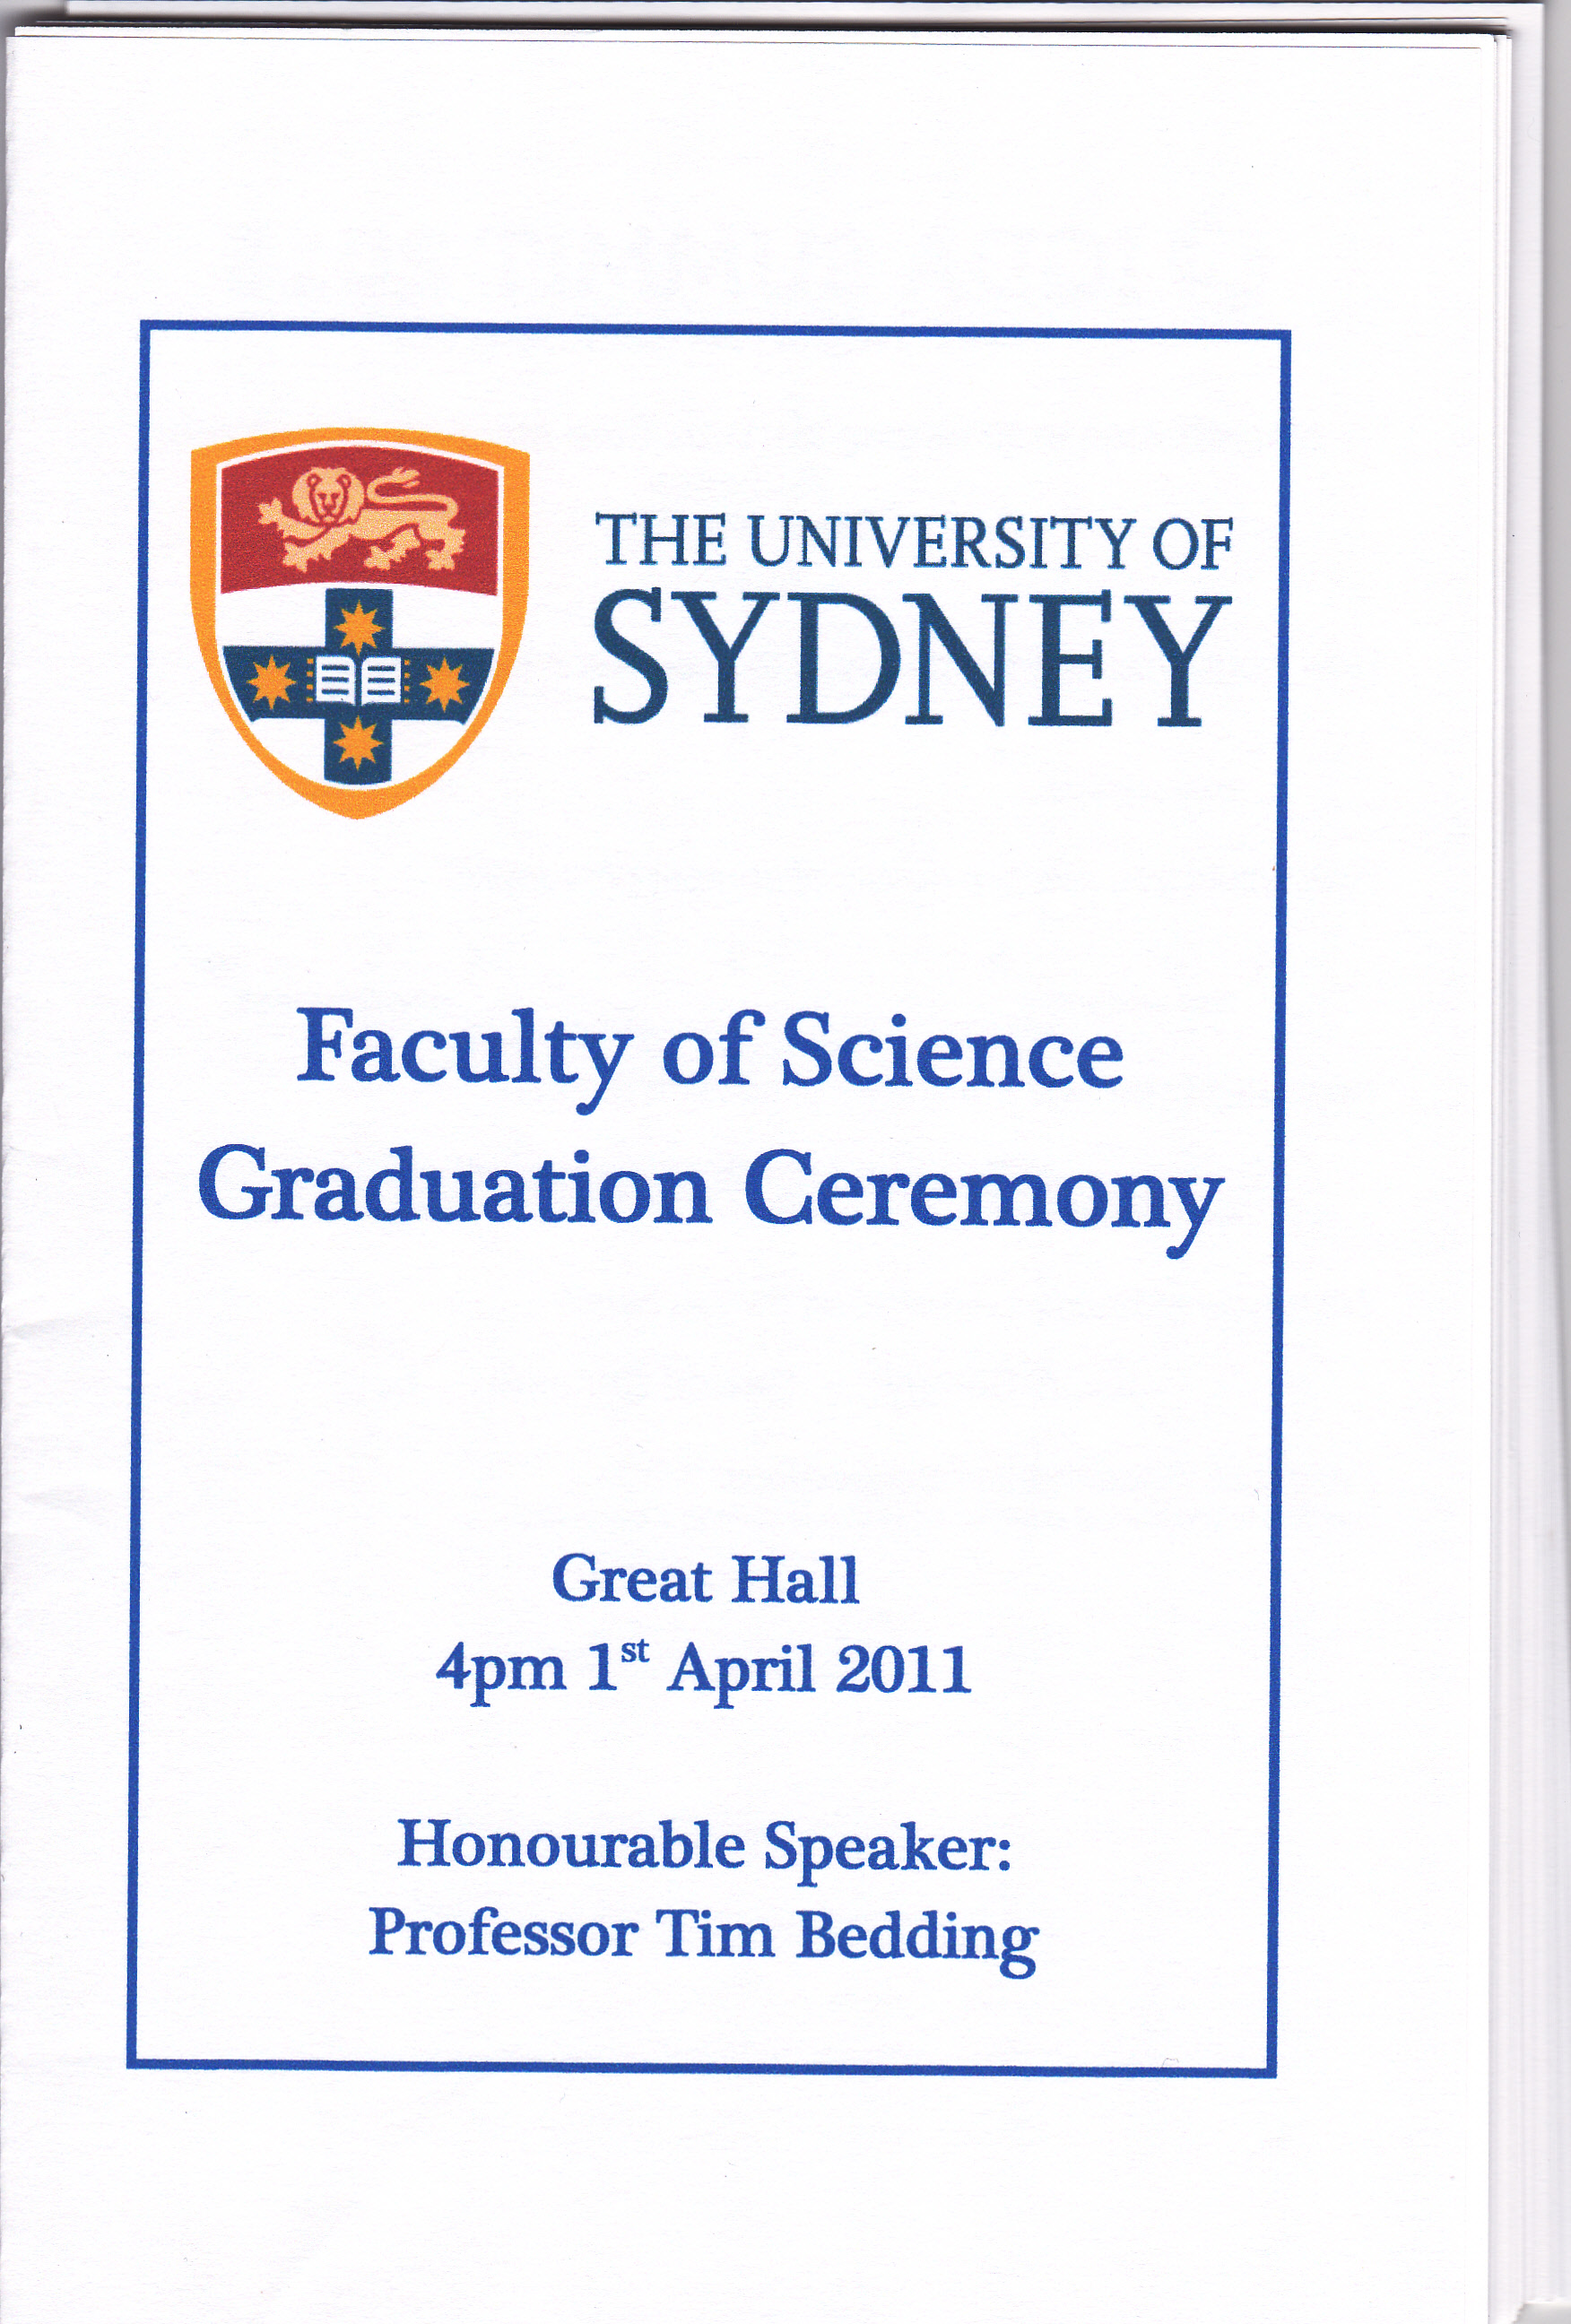 THE UNIVERSITY OF
SYDNEY
Faculty of Science
Graduation Ceremony
Great Hall
4pm 1st April 2011
Honourable Speaker:
Professor Tim Bedding